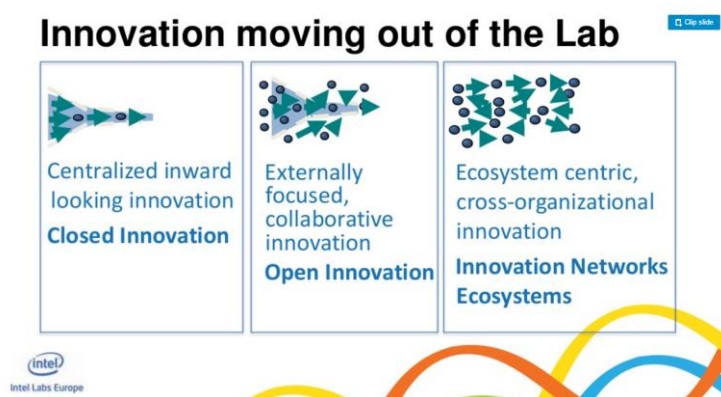 Innovation moving out of the Lab
Clip slide
Centralized inward
looking innovation
Closed Innovation
Externally
focused,
collaborative
innovation
Open Innovation
Ecosystem centric,
cross-organizational
innovation
Innovation Networks
Ecosystems
intel
Intel Labs Europe